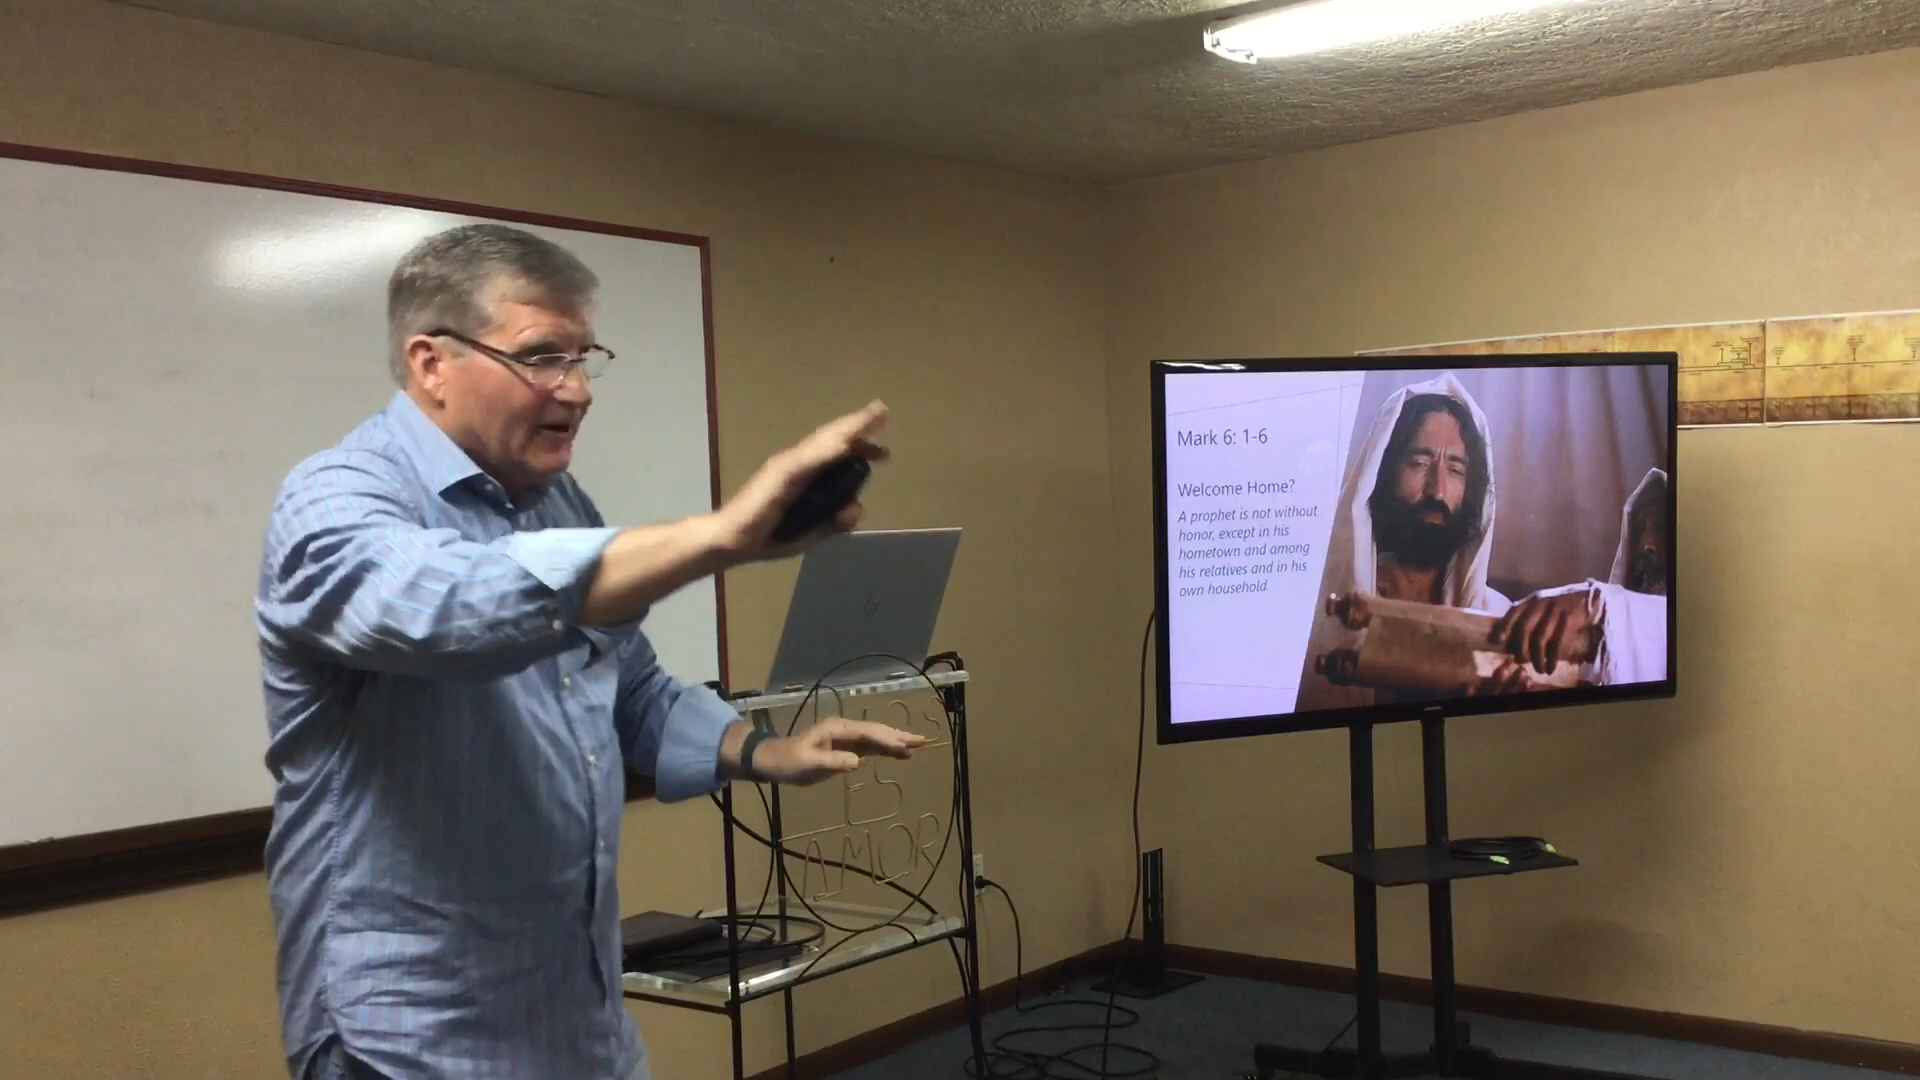 Mark 6: 1-6
Welcome Home?
A prophet is not without
honor, except in his
hometown and among
his relatives and in his
own household.
hp
ES
AMOR